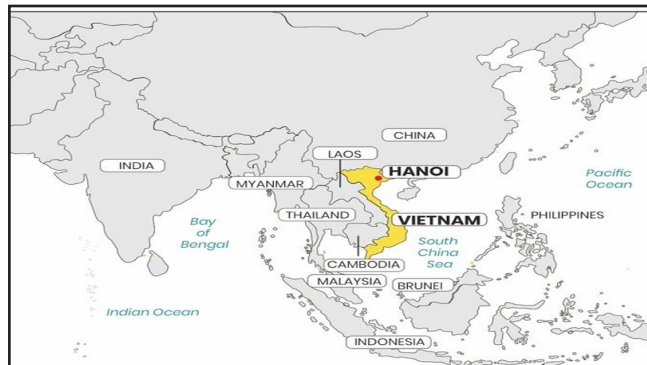 CHINA
LAOS
HANOI
INDIA
MYANMAR
Pacific
Ocean
THAILAND
VIETNAM
PHILIPPINES
Bay
of
Bengal
South
China
Sea
CAMBODIA
MALAYSIA
BRUNEI
Indian Ocean
INDONESIA